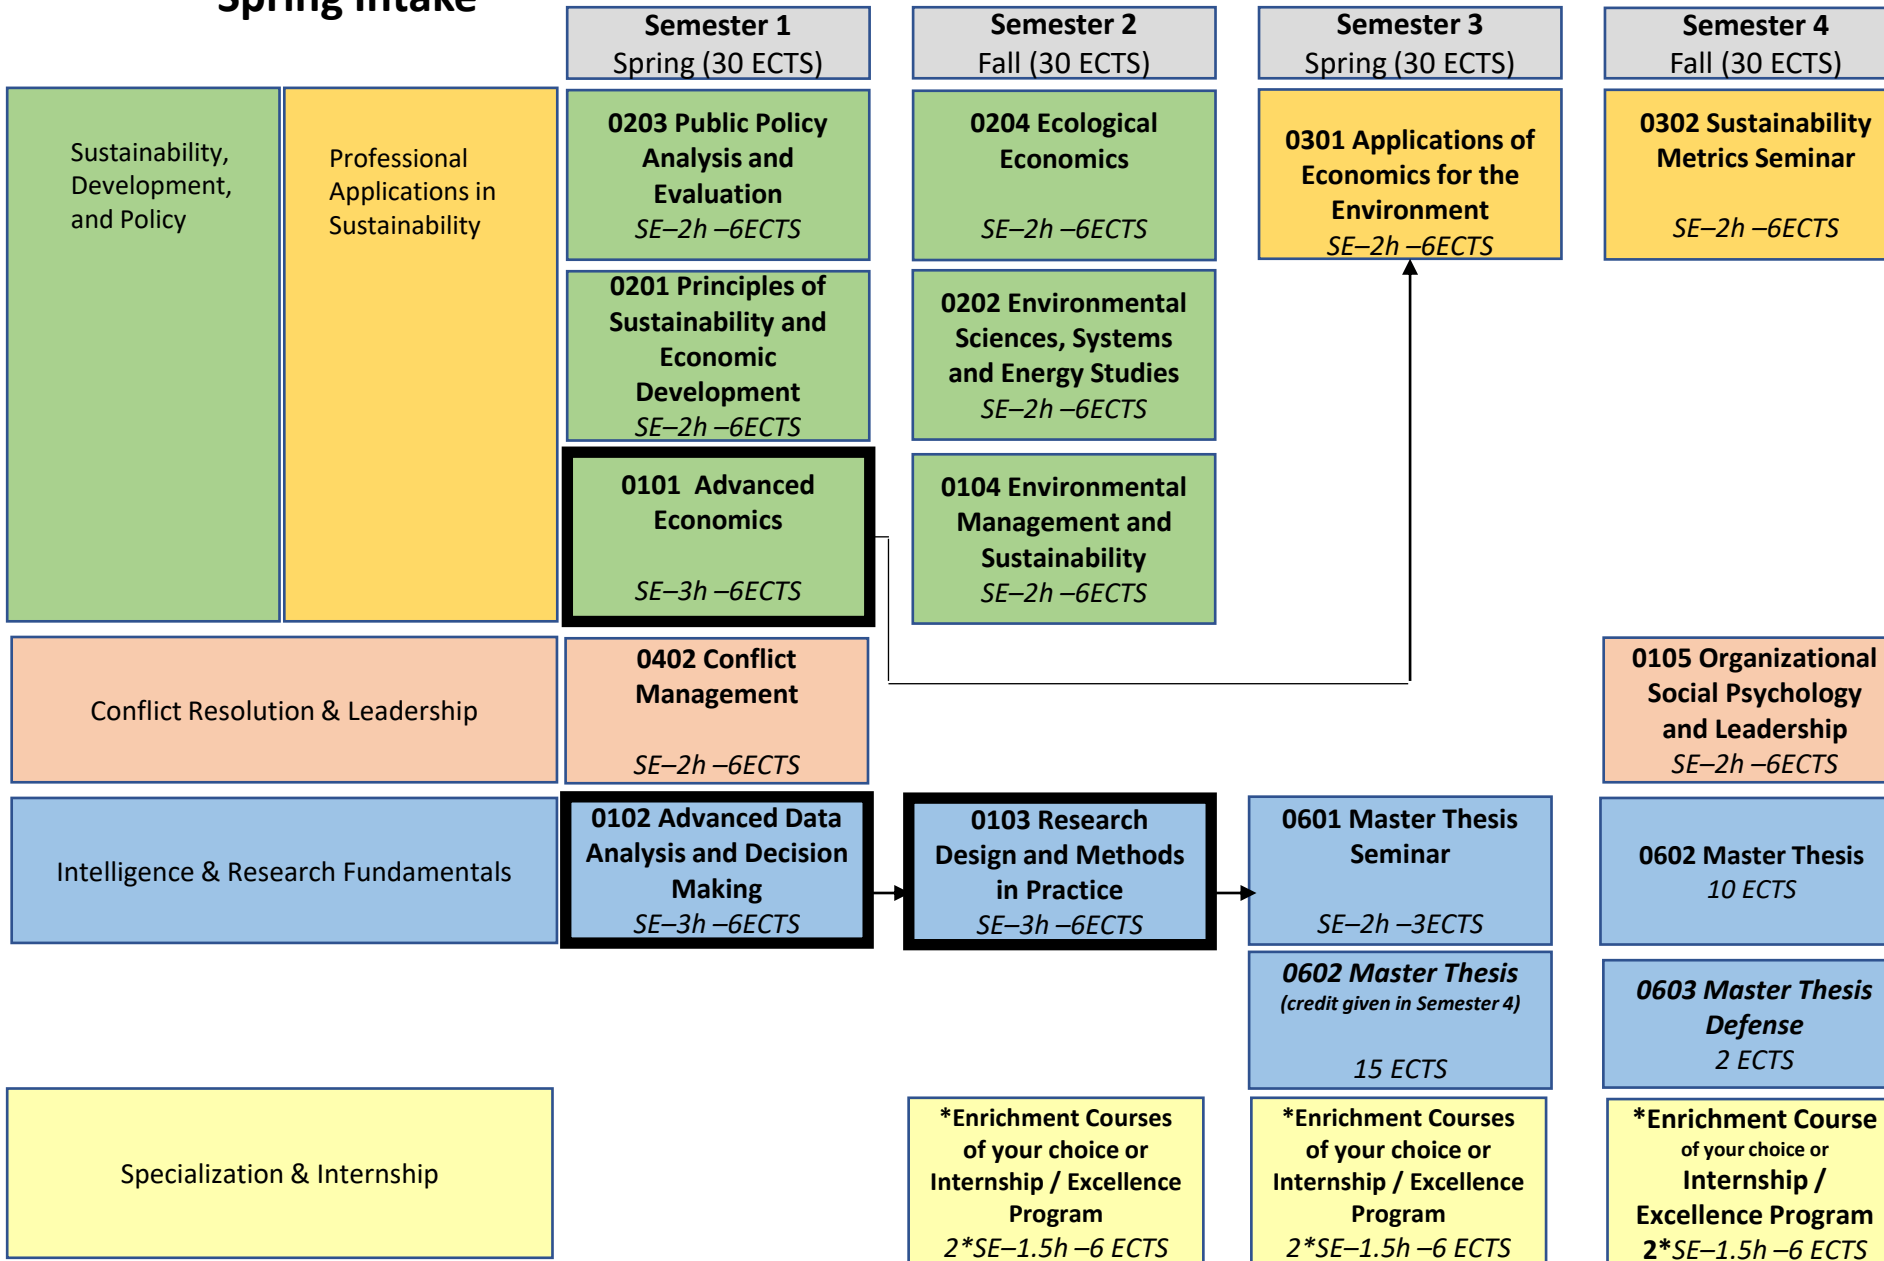 Spring Intake
Semester 1
Spring (30 ECTS)
Semester 2
Fall (30 ECTS)
Semester 3
Spring (30 ECTS)
Semester 4
Fall (30 ECTS)
Sustainability,
Development,
and Policy
Professional
Applications in
Sustainability
0203 Public Policy
Analysis and
Evaluation
SE–2h –6ECTS
0204 Ecological
Economics
SE–2h –6ECTS
0301 Applications of
Economics for the
Environment
SE–2h –6ECTS
0302 Sustainability
Metrics Seminar
SE–2h –6ECTS
0201 Principles of
Sustainability and
Economic
Development
SE–2h –6ECTS
0202 Environmental
Sciences, Systems
and Energy Studies
SE–2h –6ECTS
0101  Advanced
Economics
SE–3h –6ECTS
0104 Environmental
Management and
Sustainability
SE–2h –6ECTS
Conflict Resolution & Leadership
0402 Conflict
Management
SE–2h –6ECTS
0105 Organizational
Social Psychology
and Leadership
SE–2h –6ECTS
Intelligence & Research Fundamentals
0102 Advanced Data
Analysis and Decision
Making
SE–3h –6ECTS
0103 Research
Design and Methods
in Practice
SE–3h –6ECTS
0601 Master Thesis
Seminar
SE–2h –3ECTS
0602 Master Thesis
10 ECTS
0602 Master Thesis
(credit given in Semester 4)
15 ECTS
0603 Master Thesis
Defense
2 ECTS
Specialization & Internship
*Enrichment Courses
of your choice or
Internship / Excellence
Program
2*SE–1.5h –6 ECTS
*Enrichment Courses
of your choice or
Internship / Excellence
Program
2*SE–1.5h –6 ECTS
*Enrichment Course
of your choice or
Internship /
Excellence Program
2*SE–1.5h –6 ECTS